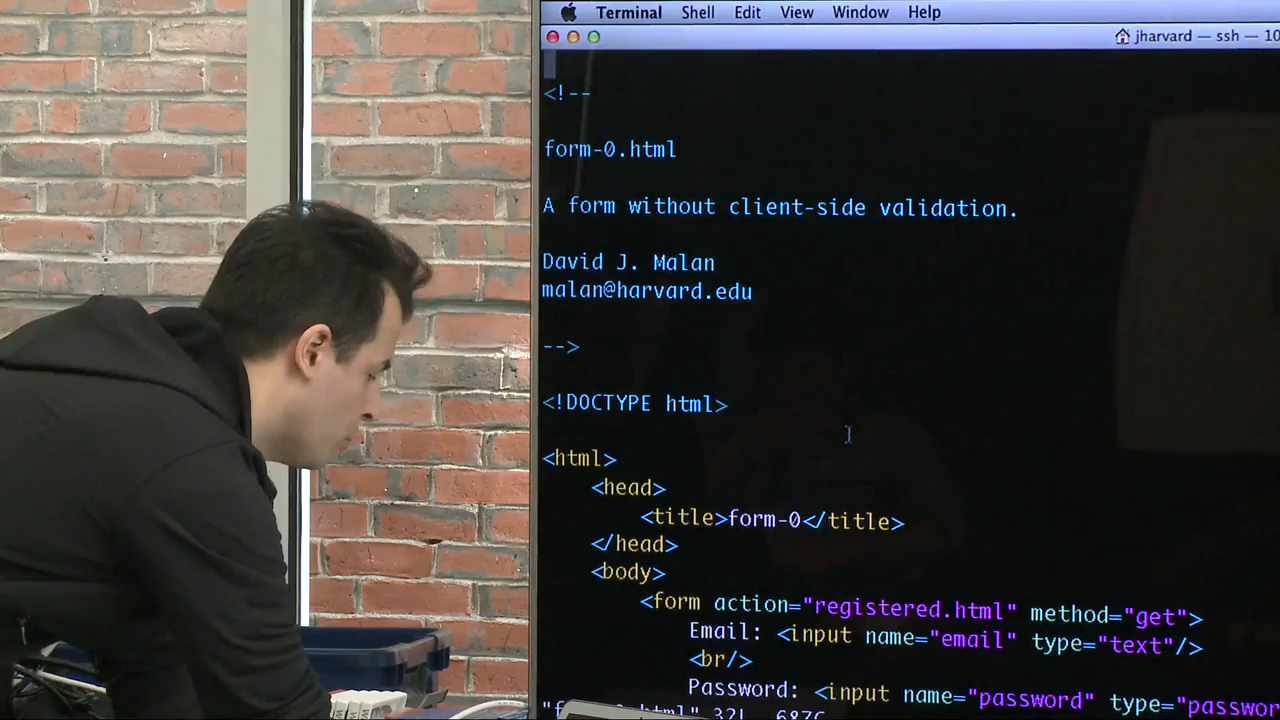 Terminal Shell Edit View Window Help
jharvard — ssh — 10
<!--
form-0.html
A form without client-side validation.
David J. Malan
malan@harvard.edu
-->
<!DOCTYPE html>
<html>
<head>
<title>form-0</title>
</head>
<body>
<form action="registered.html" method="get">
Email: <input name="email" type="text"/>
<br/>
Password: <input name="password" type="passwor
32L, 687C